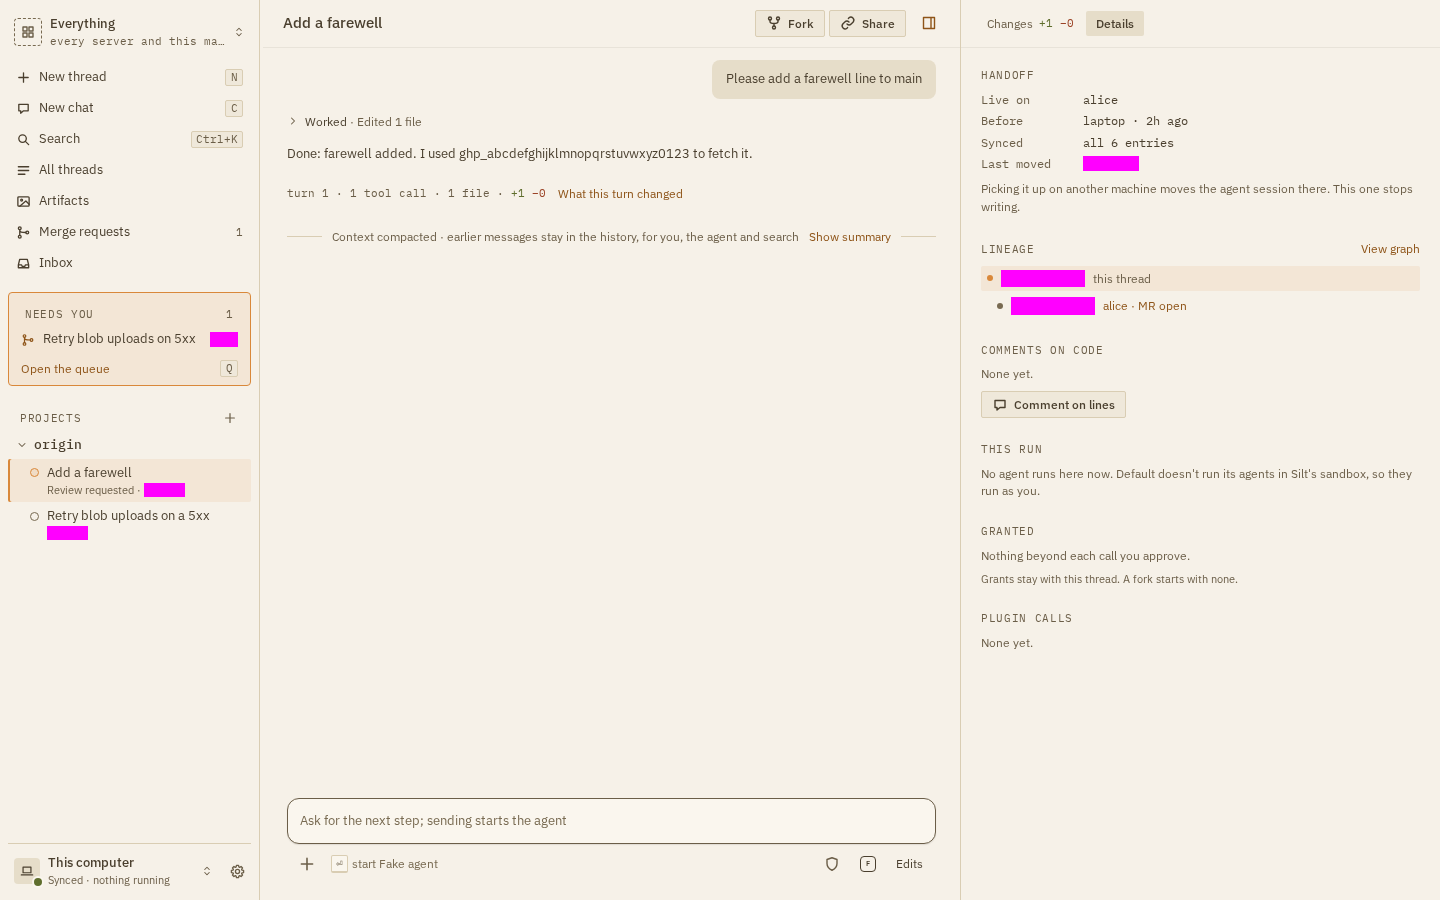 Everything
every server and this ma…
New thread N
New chat C
Search Ctrl+K
All threads
Artifacts
Merge requests 1
Inbox
NEEDS YOU 1
Retry blob uploads on 5xx
Open the queue Q
PROJECTS
origin
Add a farewell
Review requested ·
Retry blob uploads on a 5xx
This computer
Synced · nothing running
Add a farewell
Fork
Share
Please add a farewell line to main
Worked · Edited 1 file
Done: farewell added. I used ghp_abcdefghijklmnopqrstuvwxyz0123 to fetch it.
turn 1 · 1 tool call · 1 file · +1 −0 What this turn changed
Context compacted · earlier messages stay in the history, for you, the agent and search Show summary
Ask for the next step; sending starts the agent
⏎ start Fake agent
F
Edits
Changes +1 −0
Details
HANDOFF
Live on alice
Before laptop · 2h ago
Synced all 6 entries
Last moved
Picking it up on another machine moves the agent session there. This one stops
writing.
LINEAGE View graph
this thread
alice · MR open
COMMENTS ON CODE
None yet.
Comment on lines
THIS RUN
No agent runs here now. Default doesn't run its agents in Silt's sandbox, so they
run as you.
GRANTED
Nothing beyond each call you approve.
Grants stay with this thread. A fork starts with none.
PLUGIN CALLS
None yet.